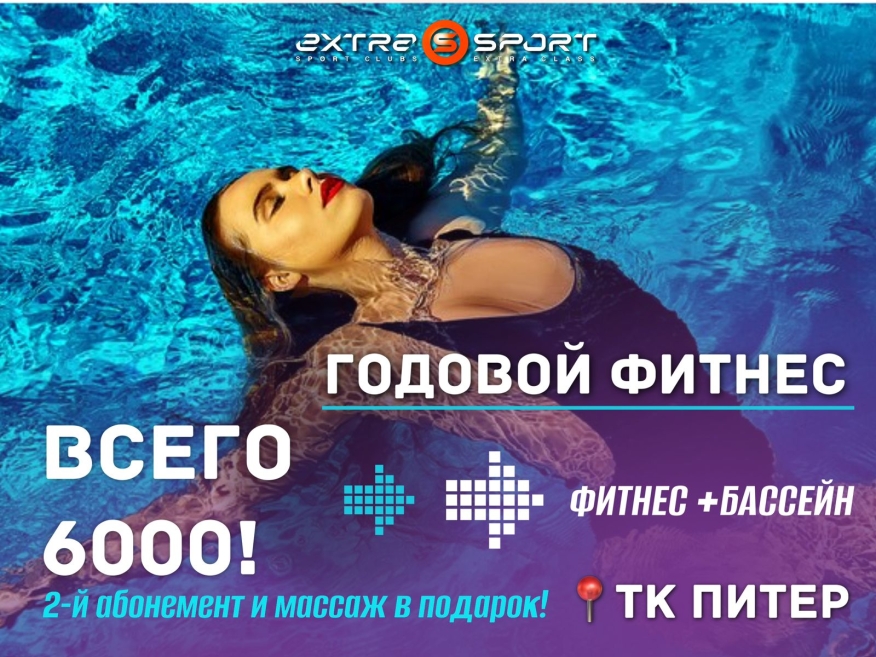 extra S SPORT
SPORT CLUBS EXTRA CLASS
ГОДОВОЙ ФИТНЕС
ВСЕГО
6000!
ФИТНЕС +БАССЕЙН
2-й абонемент и массаж в подарок!
ТК ПИТЕР